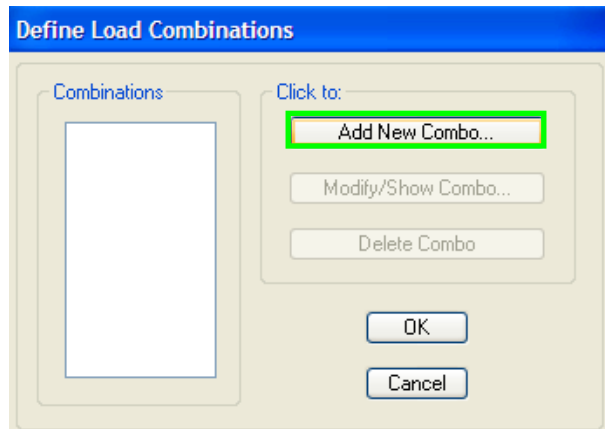 Define Load Combinations
Combinations
Click to:
Add New Combo...
Modify/Show Combo...
Delete Combo
OK
Cancel